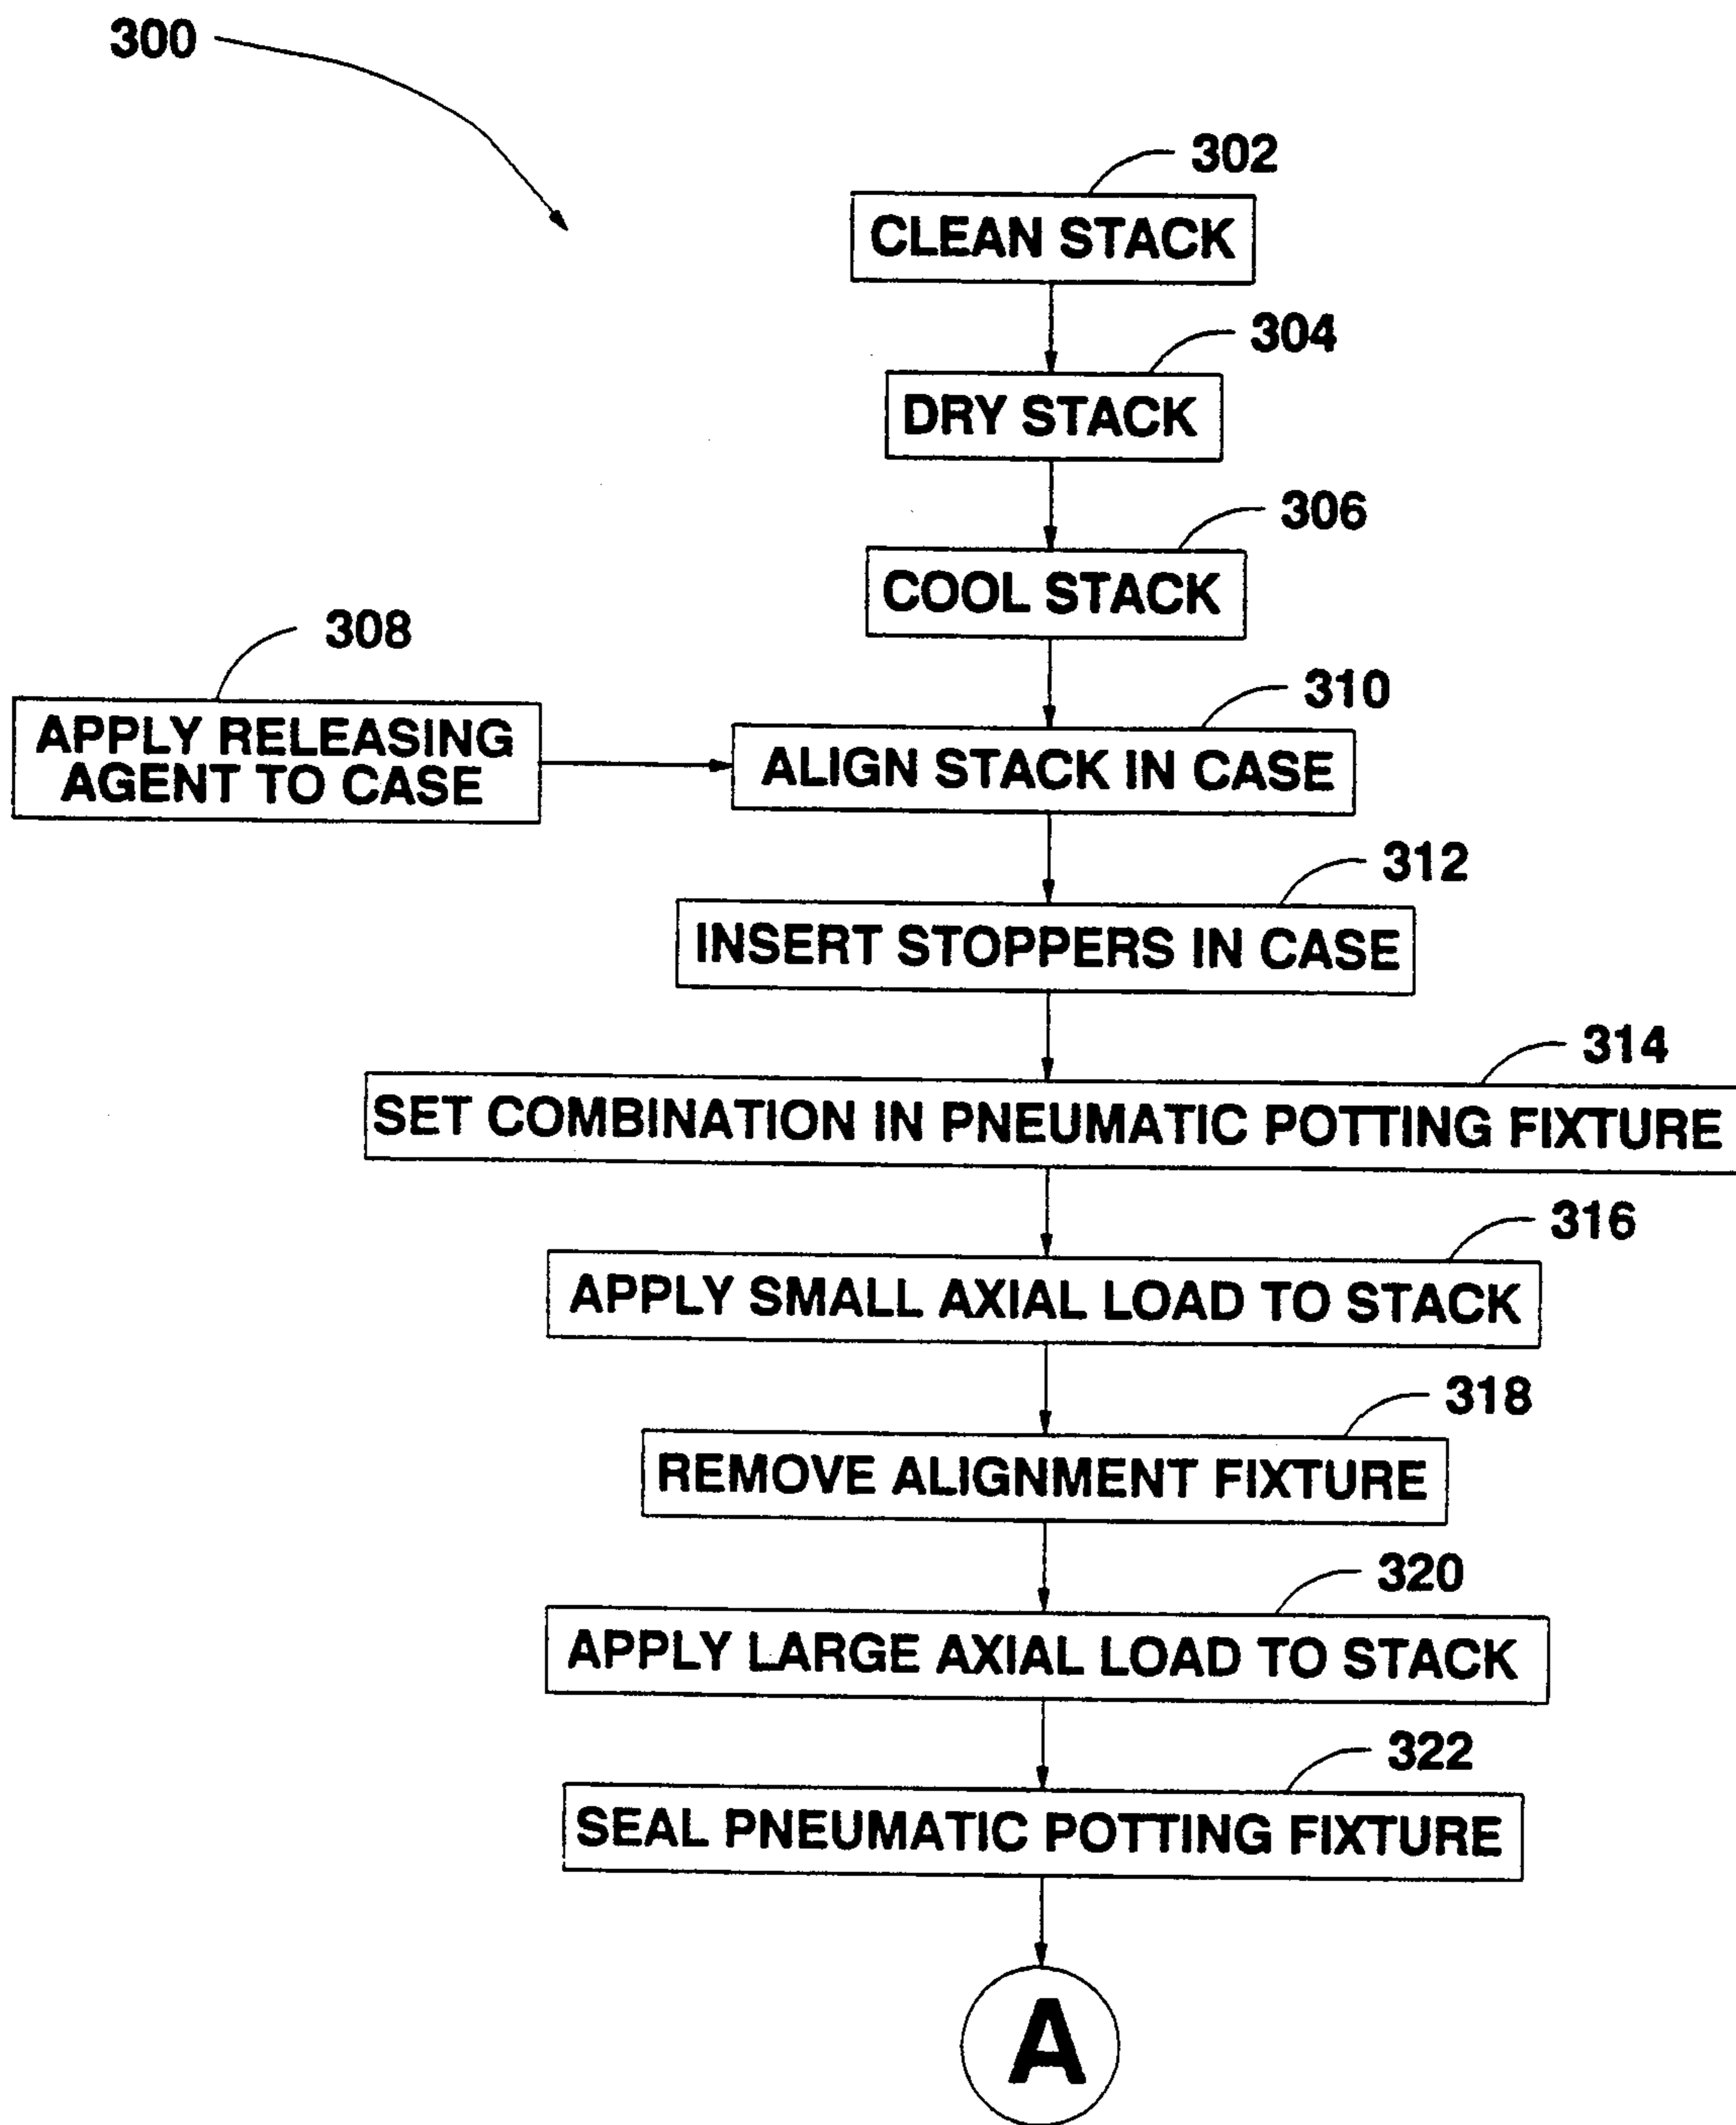 300
302
CLEAN STACK
304
DRY STACK
306
COOL STACK
308
APPLY RELEASING
AGENT TO CASE
310
ALIGN STACK IN CASE
312
INSERT STOPPERS IN CASE
314
SET COMBINATION IN PNEUMATIC POTTING FIXTURE
316
APPLY SMALL AXIAL LOAD TO STACK
318
REMOVE ALIGNMENT FIXTURE
320
APPLY LARGE AXIAL LOAD TO STACK
322
SEAL PNEUMATIC POTTING FIXTURE
A